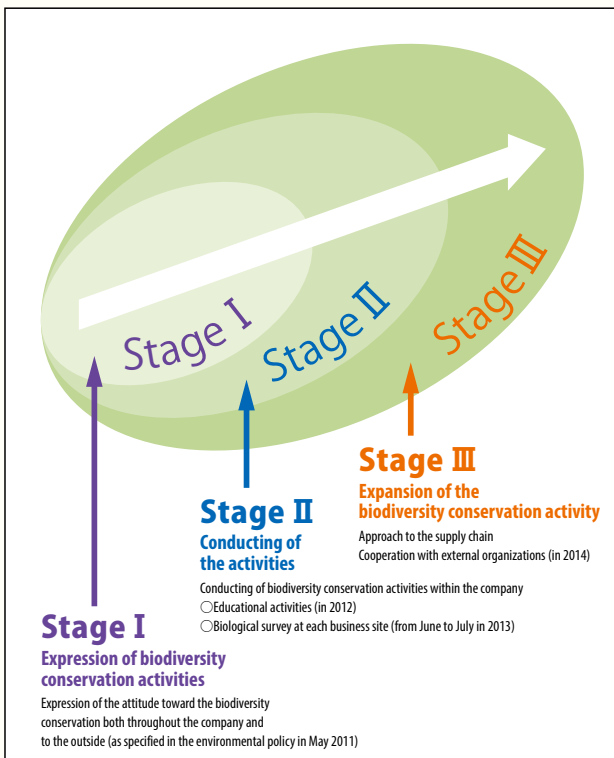 Stage Ⅰ
Stage Ⅱ
Stage Ⅲ
Stage Ⅲ
Expansion of the
biodiversity conservation activity
Approach to the supply chain
Cooperation with external organizations (in 2014)
Stage Ⅱ
Conducting of
the activities
Conducting of biodiversity conservation activities within the company
○Educational activities (in 2012)
○Biological survey at each business site (from June to July in 2013)
Stage Ⅰ
Expression of biodiversity
conservation activities
Expression of the attitude toward the biodiversity
conservation both throughout the company and
to the outside (as specified in the environmental policy in May 2011)